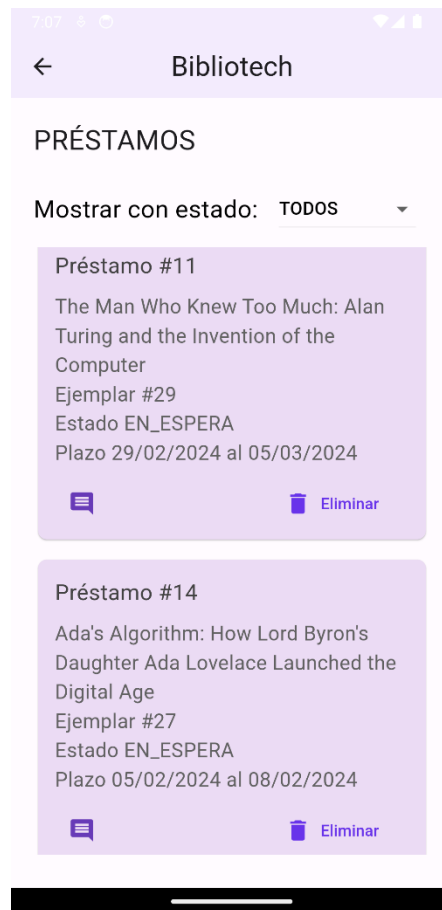 7:07
Bibliotech
PRÉSTAMOS
Mostrar con estado: TODOS
Préstamo #11
The Man Who Knew Too Much: Alan
Turing and the Invention of the
Computer
Ejemplar #29
Estado EN_ESPERA
Plazo 29/02/2024 al 05/03/2024
Eliminar
Préstamo #14
Ada's Algorithm: How Lord Byron's
Daughter Ada Lovelace Launched the
Digital Age
Ejemplar #27
Estado EN_ESPERA
Plazo 05/02/2024 al 08/02/2024
Eliminar